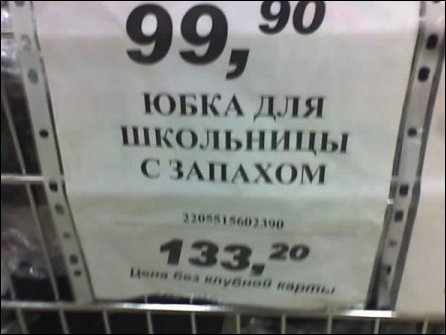 99,90
ЮБКА ДЛЯ
ШКОЛЬНИЦЫ
С ЗАПАХОМ
2205515602390
133,20
Цена без клубной карты